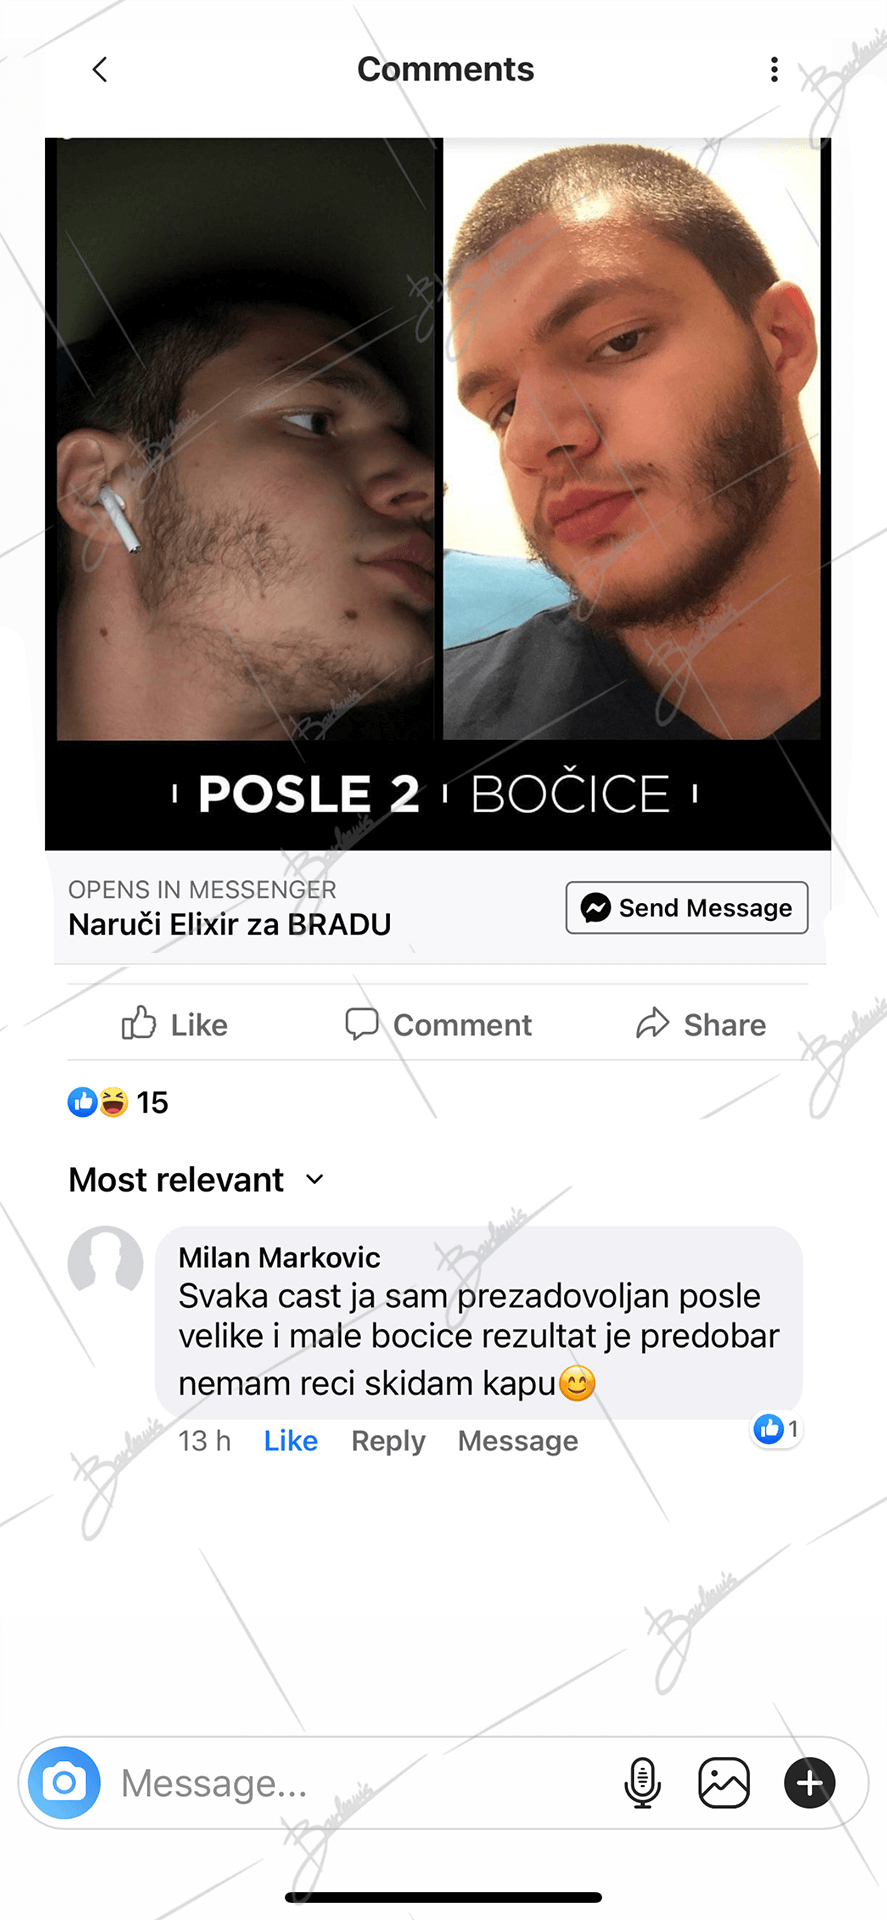 Comments
POSLE 2 BOČICE
OPENS IN MESSENGER
Naruči Elixir za BRADU
Send Message
Like
Comment
Share
15
Most relevant
Milan Markovic
Svaka cast ja sam prezadovoljan posle
velike i male bocice rezultat je predobar
nemam reci skidam kapu😊
13 h Like Reply Message
1
Message...